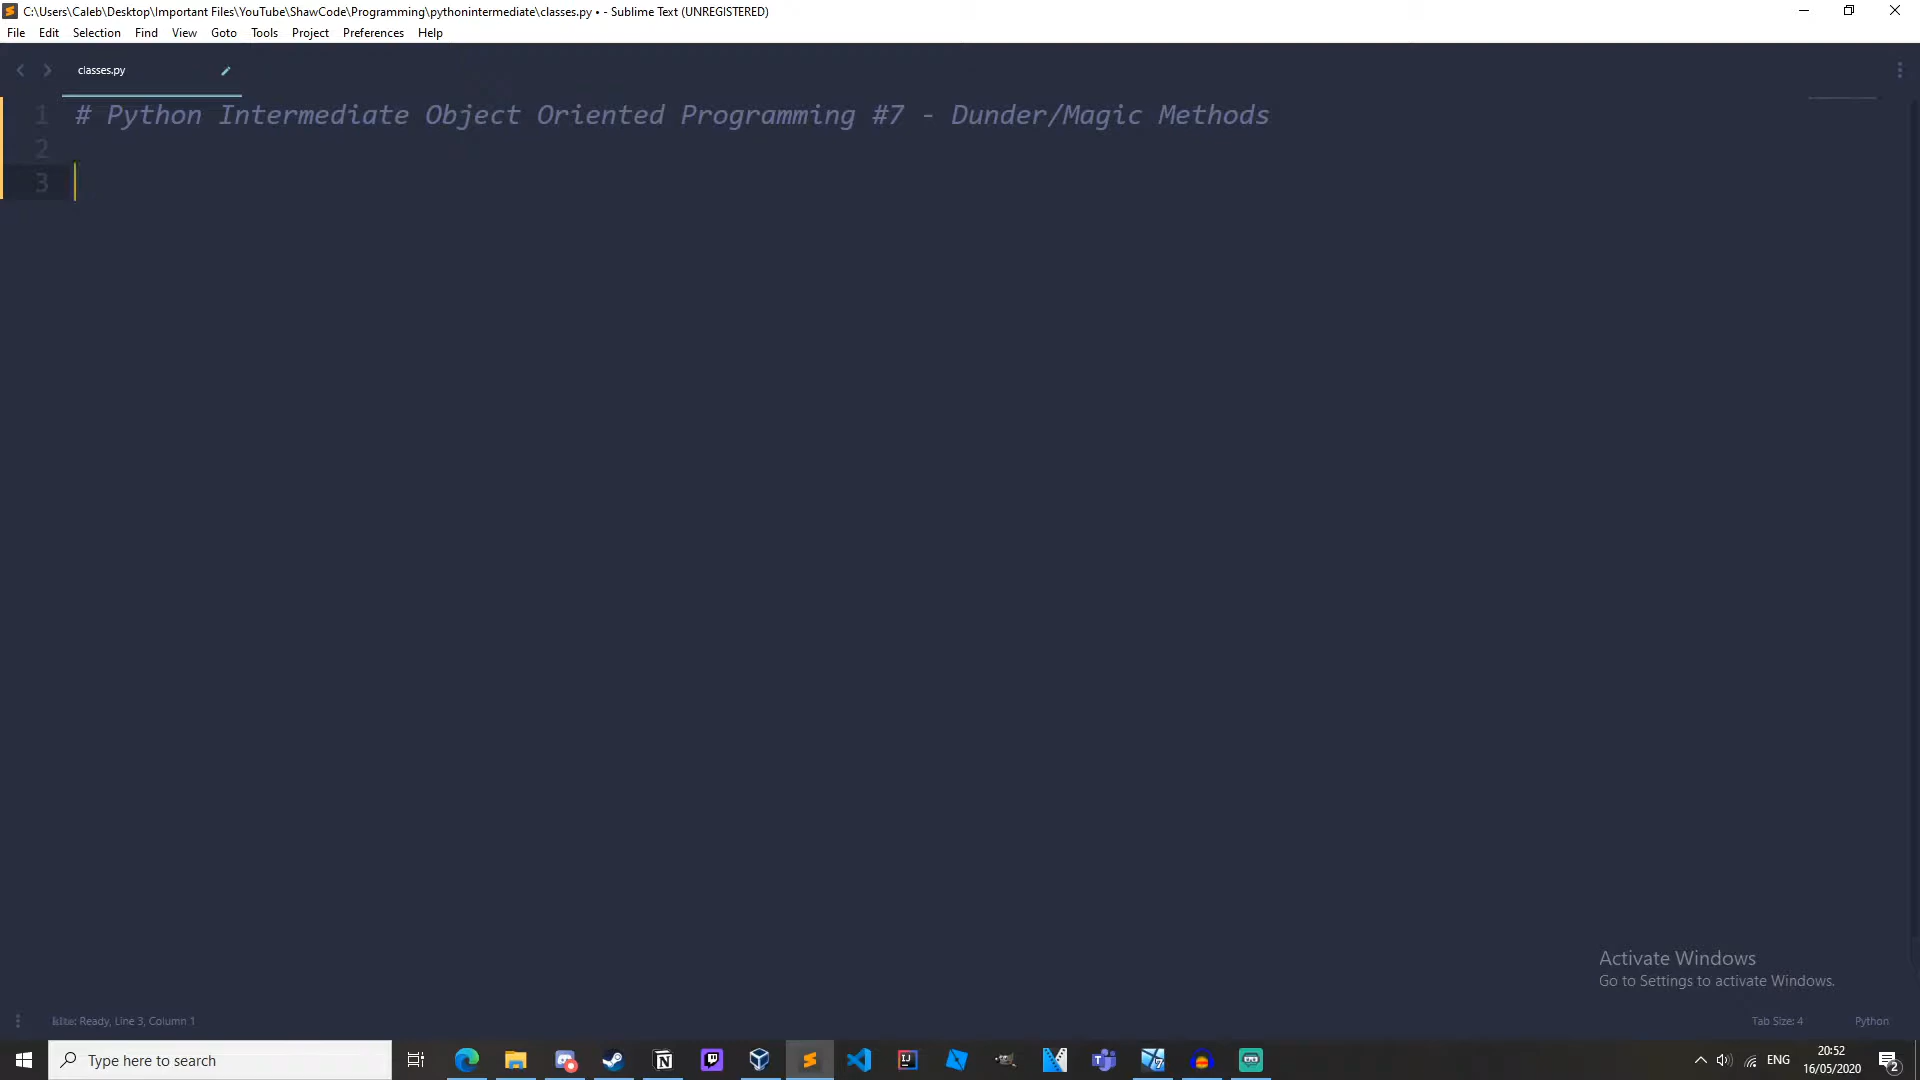 C:\Users\Caleb\Desktop\Important Files\YouTube\ShawCode\Programming\pythonintermediate\classes.py • - Sublime Text (UNREGISTERED)
File Edit Selection Find View Goto Tools Project Preferences Help
classes.py
1 # Python Intermediate Object Oriented Programming #7 - Dunder/Magic Methods
2
3
Activate Windows
Go to Settings to activate Windows.
Ready, Line 3, Column 1 Tab Size: 4 Python
Type here to search ENG 20:52
16/05/2020 2